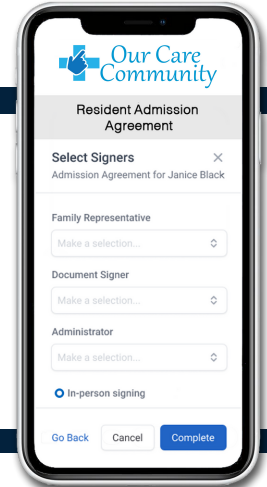 Our Care
Community
Resident Admission
Agreement
Select Signers
Admission Agreement for Janice Black
Family Representative
Make a selection...
Document Signer
Make a selection...
Administrator
Make a selection...
In-person signing
Go Back
Cancel
Complete